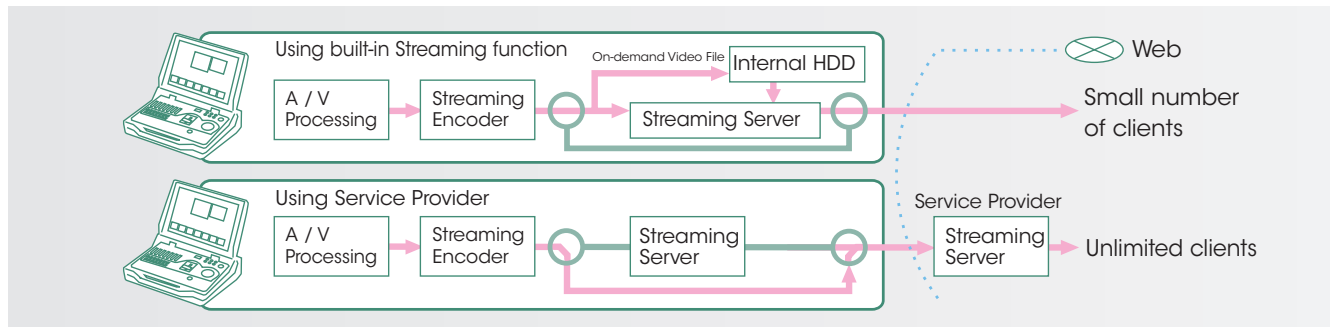 Using built-in Streaming function
On-demand Video File
Internal HDD
A / V
Processing
Streaming
Encoder
Streaming Server
Web
Small number
of clients
Using Service Provider
A / V
Processing
Streaming
Encoder
Streaming
Server
Service Provider
Streaming
Server
Unlimited clients